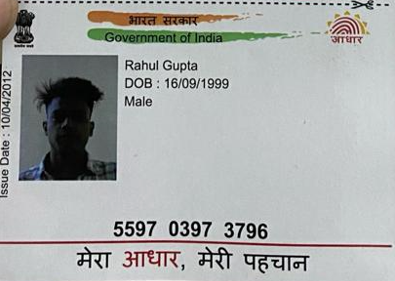 भारत सरकार
Government of India
आधार
Issue Date : 10/04/2012
Rahul Gupta
DOB : 16/09/1999
Male
5597 0397 3796
मेरा आधार, मेरी पहचान